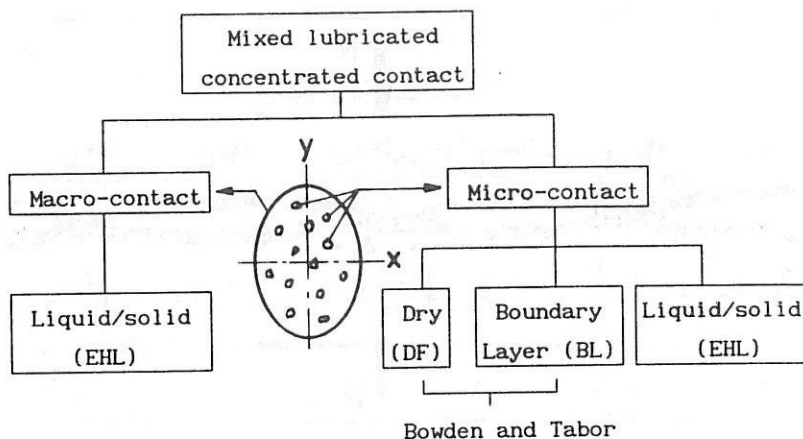 Mixed lubricated
concentrated contact
y
Macro-contact
Micro-contact
x
Liquid/solid
(EHL)
Dry
(DF)
Boundary
Layer (BL)
Liquid/solid
(EHL)
Bowden and Tabor